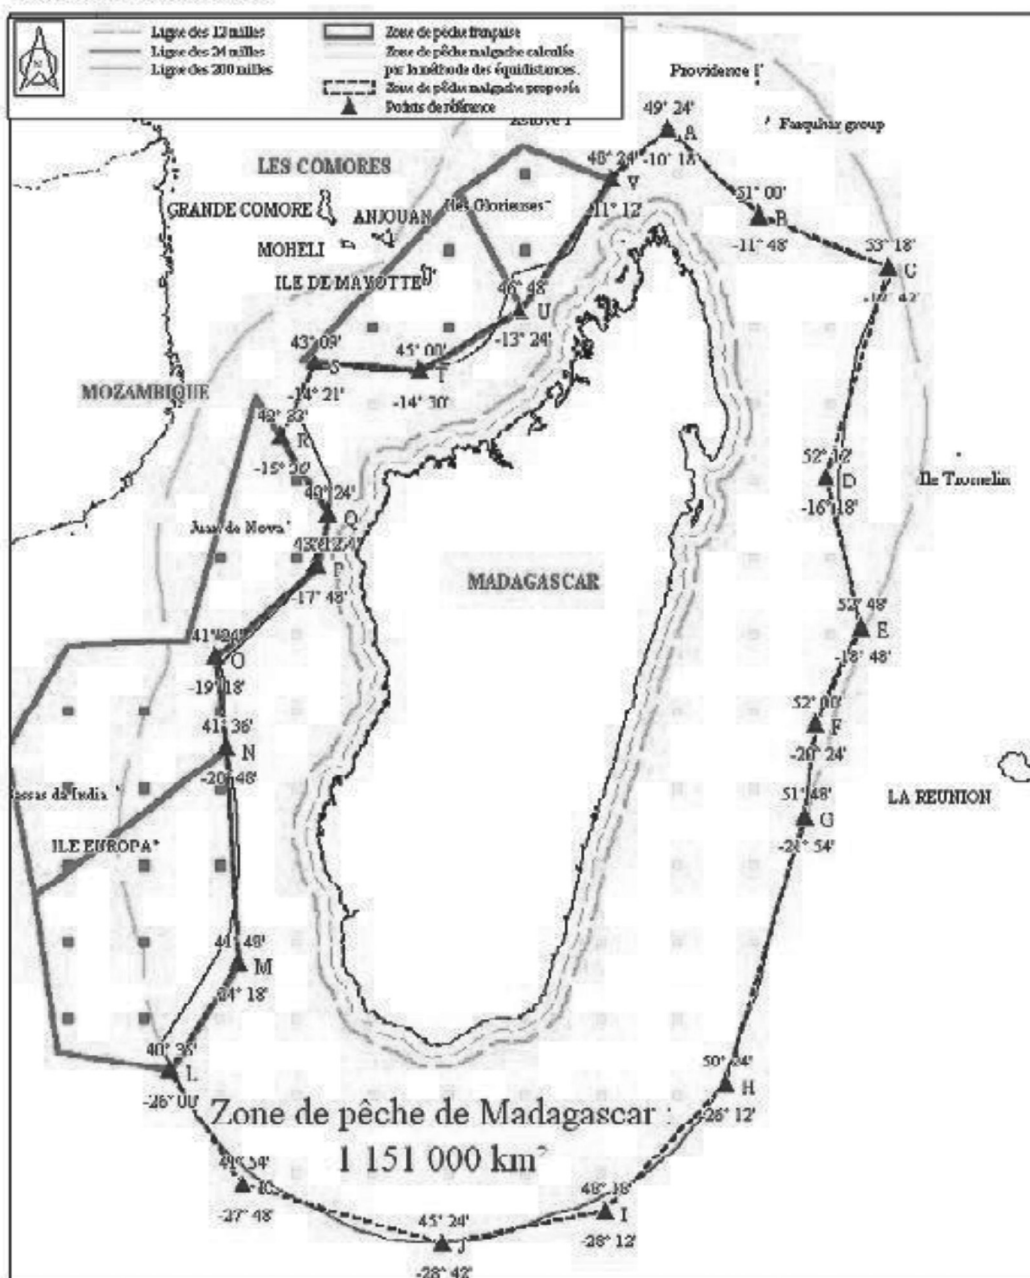 Ligne des 12 milles
Ligne des 24 milles
Ligne des 200 milles
Zone de pêche française
Zone de pêche malgache calculée
par la méthode des équidistances.
Zone de pêche malgache proposée
Points de référence
N
Providence I'
Farquhar group
49° 24'
A
-10° 18'
LES COMORES
48° 24'
V
-11° 12'
51° 00'
B
-11° 48'
GRANDE COMORE
ANJOUAN
Iles Glorieuses
MOHELI
53° 18'
C
ILE DE MAYOTTE
46° 48'
U
-13° 24'
43° 09'
S
-14° 21'
45° 00'
T
-14° 30'
MOZAMBIQUE
R
52° 12'
D
-16° 18'
Ile Tromelin
Q
Juan de Nova
P
-17° 48'
MADAGASCAR
52° 48'
E
-18° 48'
41° 24'
O
-19° 18'
52° 00'
F
-20° 24'
41° 36'
N
-20° 48'
51° 48'
G
-21° 54'
assas da India
LA REUNION
ILE EUROPA
M
40° 36'
L
-26° 00'
50° 24'
H
-26° 12'
Zone de pêche de Madagascar :
1 151 000 km²
K
-27° 48'
48° 18'
I
-28° 12'
45° 24'
J
-28° 42'